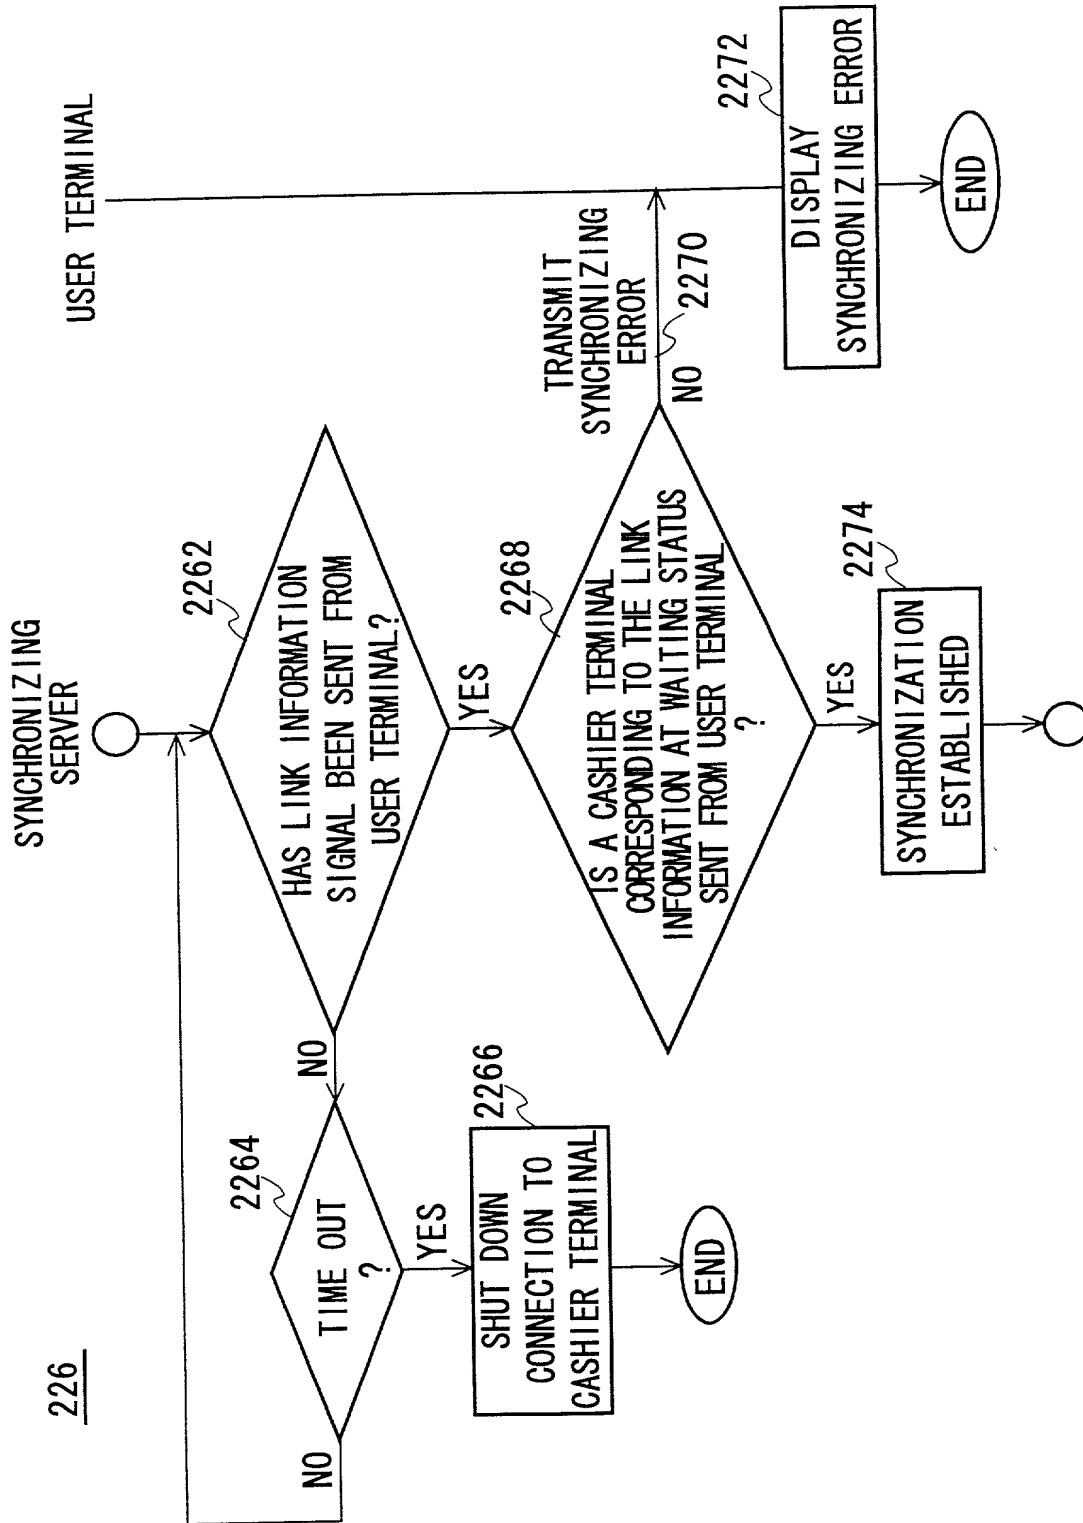 226
SYNCHRONIZING
SERVER
USER TERMINAL
2262
HAS LINK INFORMATION
SIGNAL BEEN SENT FROM
USER TERMINAL?
NO
YES
2264
TIME OUT
?
NO
YES
2266
SHUT DOWN
CONNECTION TO
CASHIER TERMINAL
END
2268
IS A CASHIER TERMINAL
CORRESPONDING TO THE LINK
INFORMATION AT WAITING STATUS
SENT FROM USER TERMINAL
?
NO
YES
TRANSMIT
SYNCHRONIZING
ERROR
2270
2272
DISPLAY
SYNCHRONIZING ERROR
END
2274
SYNCHRONIZATION
ESTABLISHED